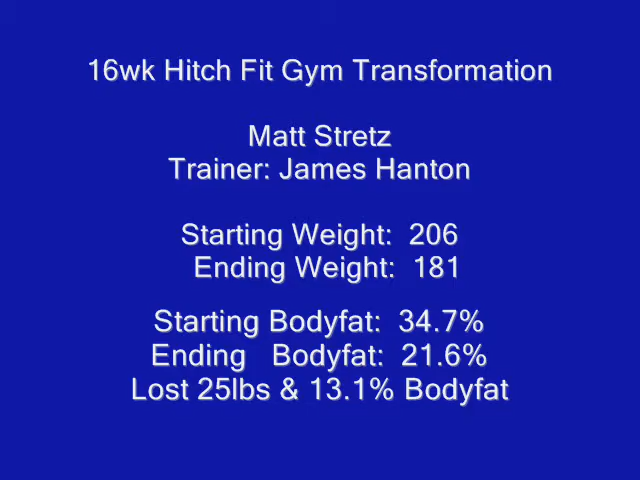 16wk Hitch Fit Gym Transformation
Matt Stretz
Trainer: James Hanton
Starting Weight: 206
Ending Weight: 181
Starting Bodyfat: 34.7%
Ending Bodyfat: 21.6%
Lost 25lbs & 13.1% Bodyfat